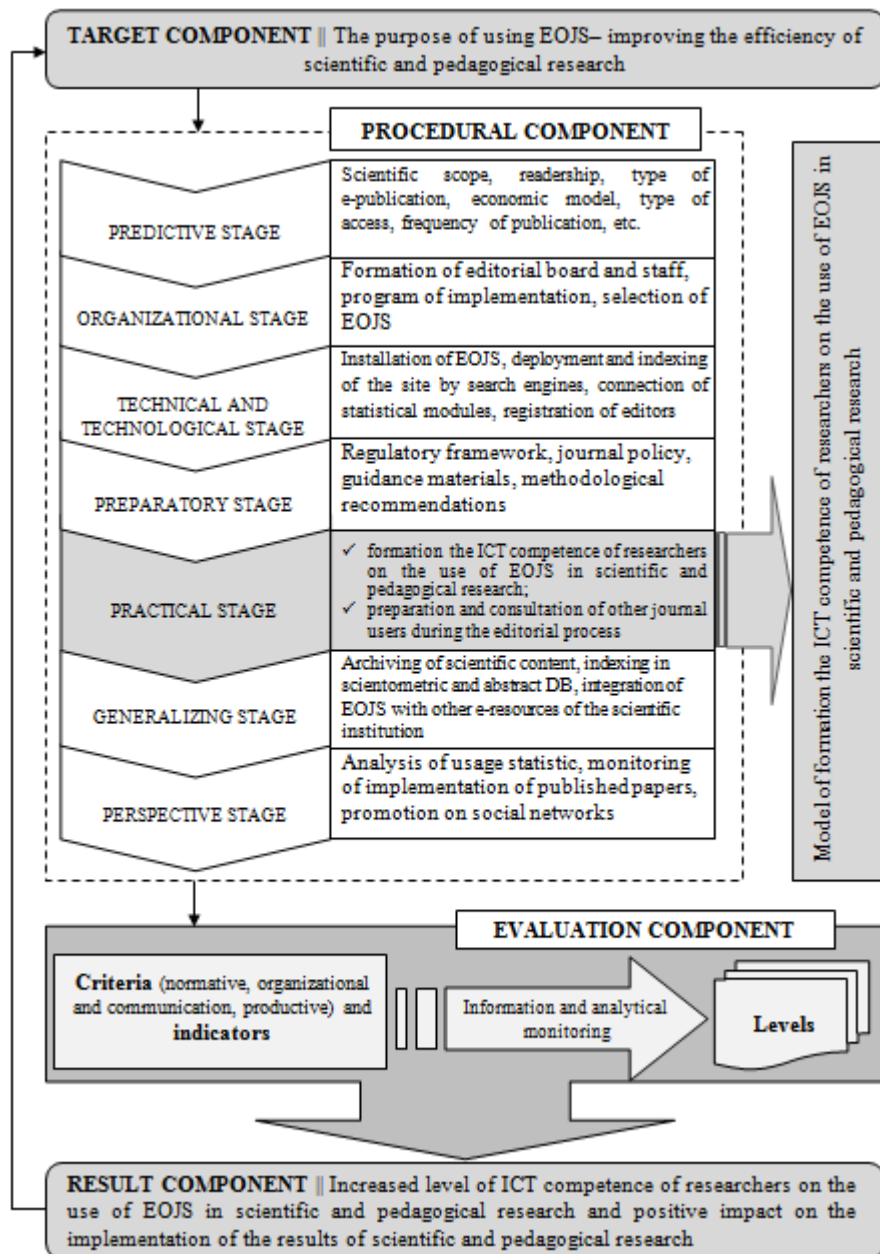 TARGET COMPONENT || The purpose of using EOJS– improving the efficiency of
scientific and pedagogical research
PROCEDURAL COMPONENT
PREDICTIVE STAGE
Scientific scope, readership, type of
e-publication, economic model, type of
access, frequency of publication, etc.
ORGANIZATIONAL STAGE
Formation of editorial board and staff,
program of implementation, selection of
EOJS
TECHNICAL AND
TECHNOLOGICAL STAGE
Installation of EOJS, deployment and indexing
of the site by search engines, connection of
statistical modules, registration of editors
PREPARATORY STAGE
Regulatory framework, journal policy,
guidance materials, methodological
recommendations
PRACTICAL STAGE
✓ formation the ICT competence of researchers
on the use of EOJS in scientific and
pedagogical research;
✓ preparation and consultation of other journal
users during the editorial process
GENERALIZING STAGE
Archiving of scientific content, indexing in
scientometric and abstract DB, integration of
EOJS with other e-resources of the scientific
institution
PERSPECTIVE STAGE
Analysis of usage statistic, monitoring
of implementation of published papers,
promotion on social networks
Model of formation the ICT competence of researchers on the use of EOJS in
scientific and pedagogical research
EVALUATION COMPONENT
Criteria (normative, organizational
and communication, productive) and
indicators
Information and analytical
monitoring
Levels
RESULT COMPONENT || Increased level of ICT competence of researchers on the
use of EOJS in scientific and pedagogical research and positive impact on the
implementation of the results of scientific and pedagogical research